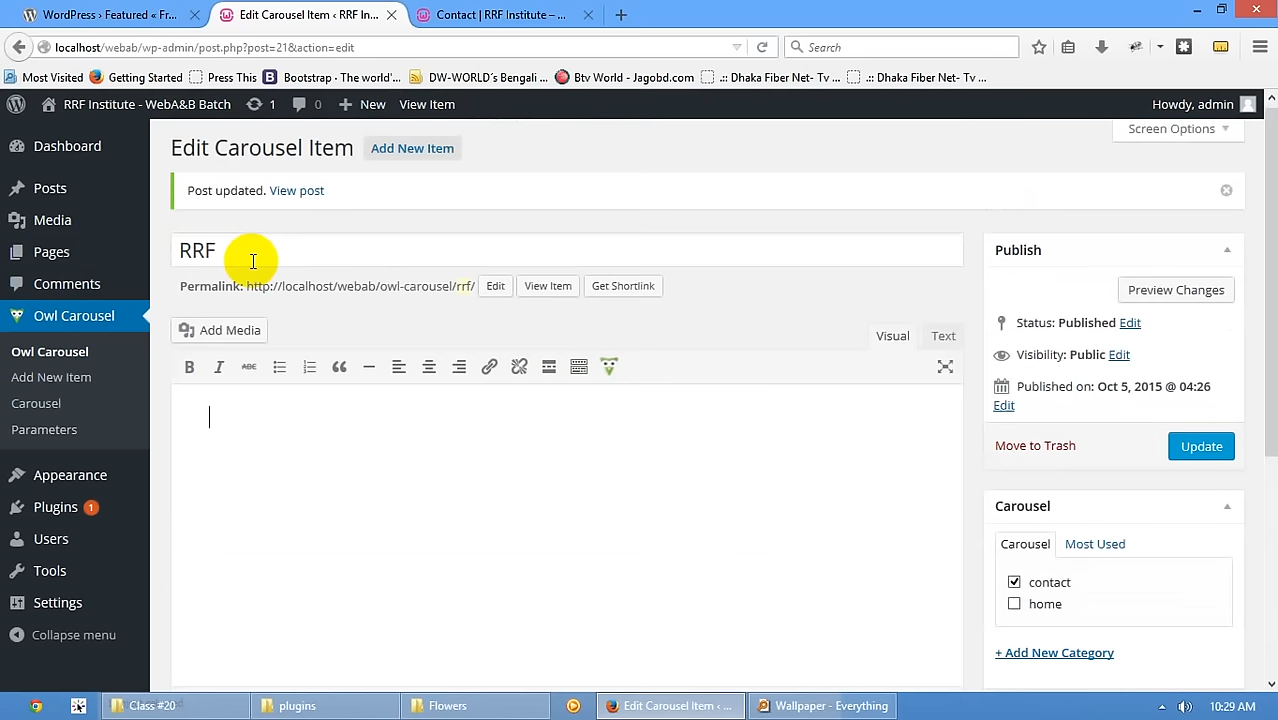 WordPress › Featured « Fr...
Edit Carousel Item ‹ RRF In...
Contact | RRF Institute – ...
localhost/webab/wp-admin/post.php?post=21&action=edit
Search
Most Visited
Getting Started
Press This
Bootstrap · The world'...
DW-WORLD's Bengali ...
Btv World - Jagobd.com
.:: Dhaka Fiber Net- Tv ...
.:: Dhaka Fiber Net- Tv ...
RRF Institute - WebA&B Batch
1
0
New
View Item
Howdy, admin
Screen Options
Dashboard
Posts
Media
Pages
Comments
Owl Carousel
Owl Carousel
Add New Item
Carousel
Parameters
Appearance
Plugins 1
Users
Tools
Settings
Collapse menu
Edit Carousel Item
Add New Item
Post updated. View post
RRF
Permalink: http://localhost/webab/owl-carousel/rrf/
Edit
View Item
Get Shortlink
Add Media
Visual
Text
B
I
ABC
Publish
Preview Changes
Status: Published Edit
Visibility: Public Edit
Published on: Oct 5, 2015 @ 04:26
Edit
Move to Trash
Update
Carousel
Carousel
Most Used
contact
home
+ Add New Category
Class #20
plugins
Flowers
Edit Carousel Item ‹ ...
Wallpaper - Everything
10:29 AM